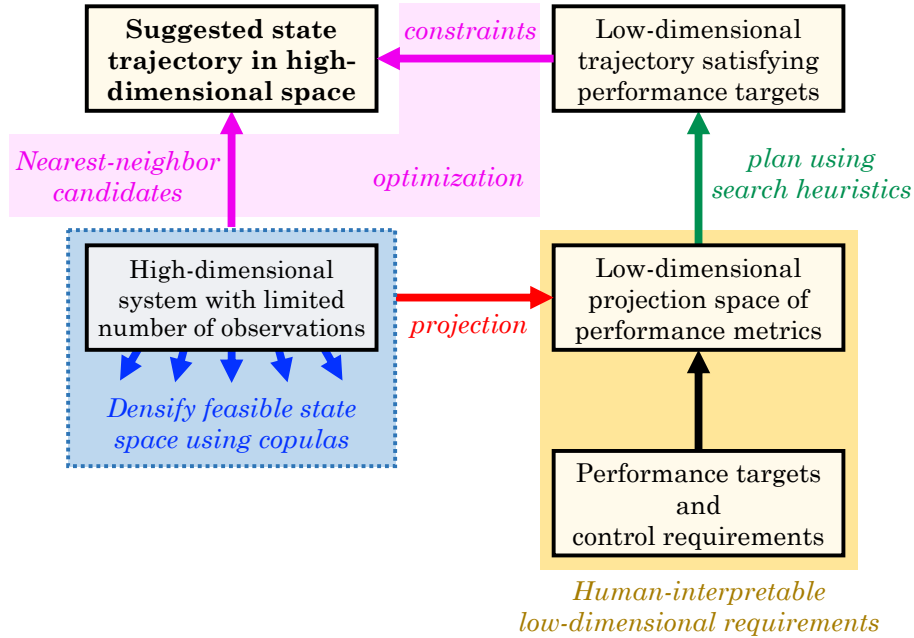 Suggested state
trajectory in high-
dimensional space
constraints
Low-dimensional
trajectory satisfying
performance targets
Nearest-neighbor
candidates
optimization
plan using
search heuristics
High-dimensional
system with limited
number of observations
projection
Low-dimensional
projection space of
performance metrics
Densify feasible state
space using copulas
Performance targets
and
control requirements
Human-interpretable
low-dimensional requirements